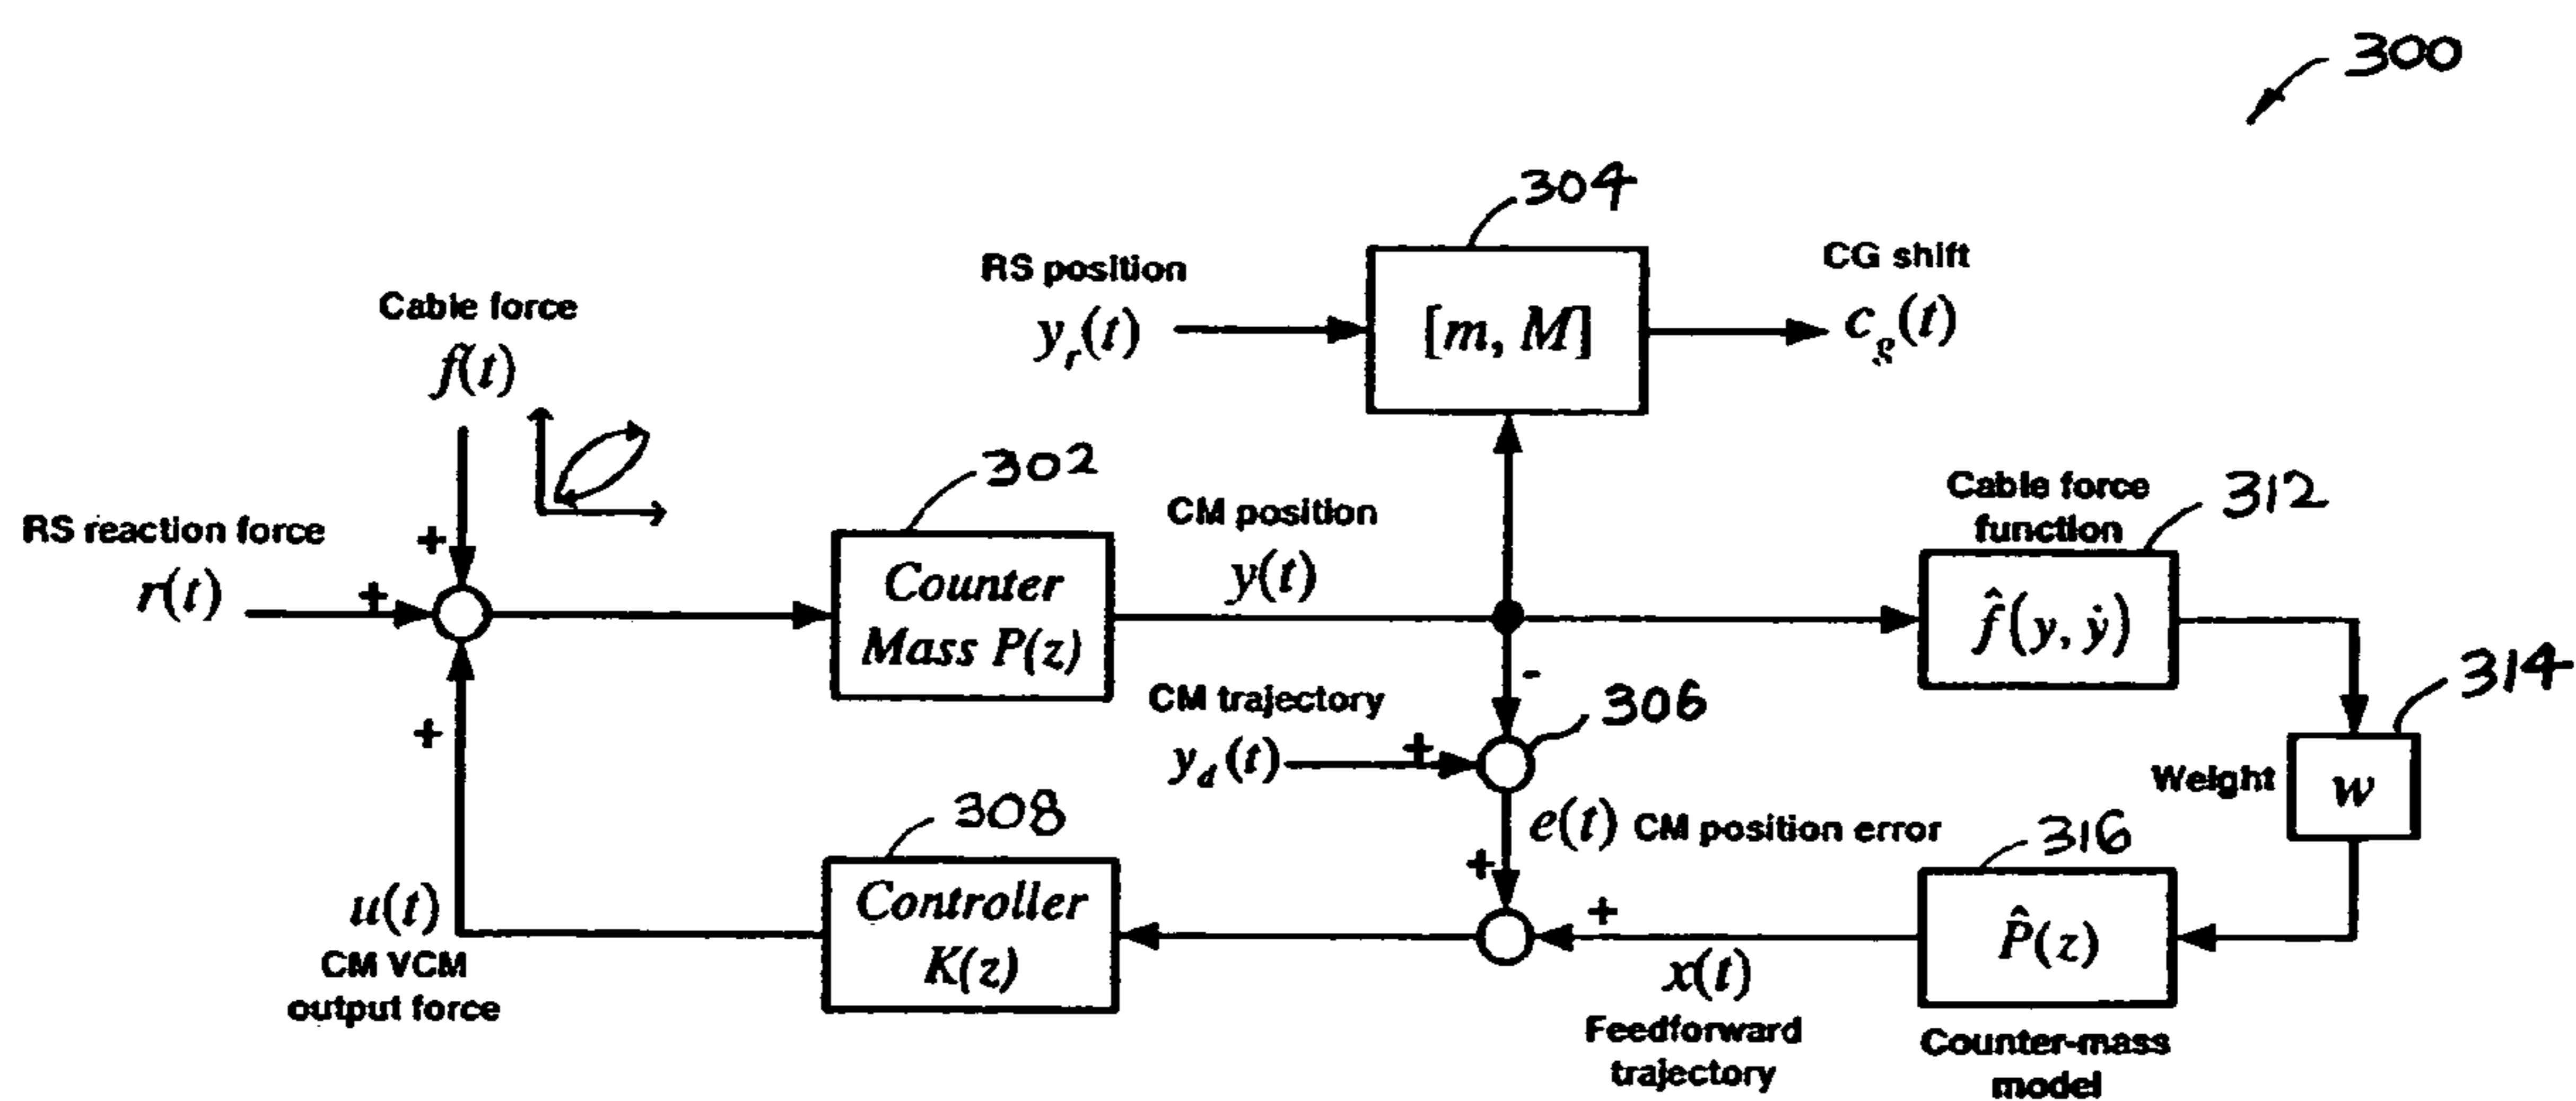 300
304
RS position
y_r(t)
[m, M]
CG shift
c_g(t)
Cable force
f(t)
302
RS reaction force
r(t)
+
+
+
Counter
Mass P(z)
CM position
y(t)
Cable force
function
312
f̂(y, ẏ)
314
Weight
w
-
CM trajectory
y_d(t)
+
306
e(t) CM position error
308
Controller
K(z)
u(t)
CM VCM
output force
+
+
x(t)
Feedforward
trajectory
316
P̂(z)
Counter-mass
model